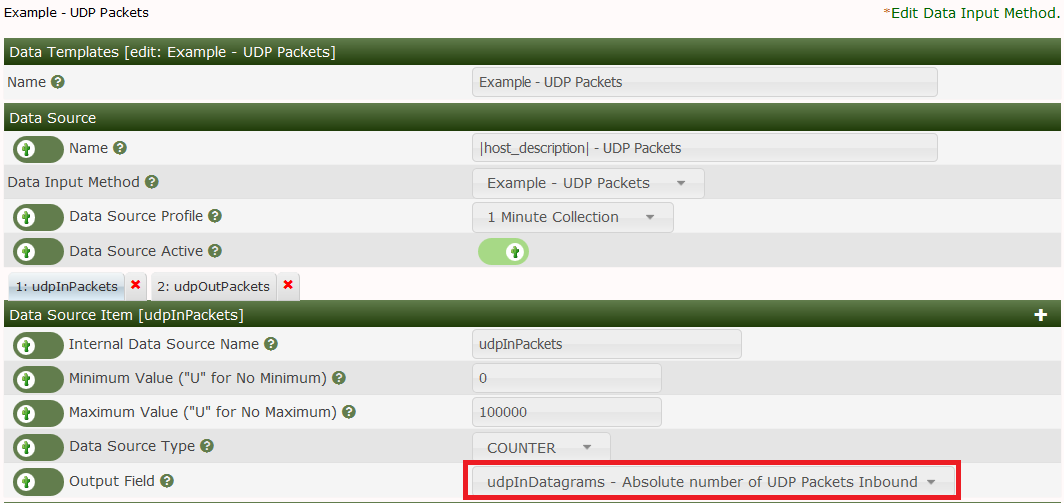 Example - UDP Packets *Edit Data Input Method.
Data Templates [edit: Example - UDP Packets]
Name ? Example - UDP Packets
Data Source
Name ? |host_description| - UDP Packets
Data Input Method ? Example - UDP Packets
Data Source Profile ? 1 Minute Collection
Data Source Active ?
1: udpInPackets 2: udpOutPackets
Data Source Item [udpInPackets]
Internal Data Source Name ? udpInPackets
Minimum Value ("U" for No Minimum) ? 0
Maximum Value ("U" for No Maximum) ? 100000
Data Source Type ? COUNTER
Output Field ? udpInDatagrams - Absolute number of UDP Packets Inbound